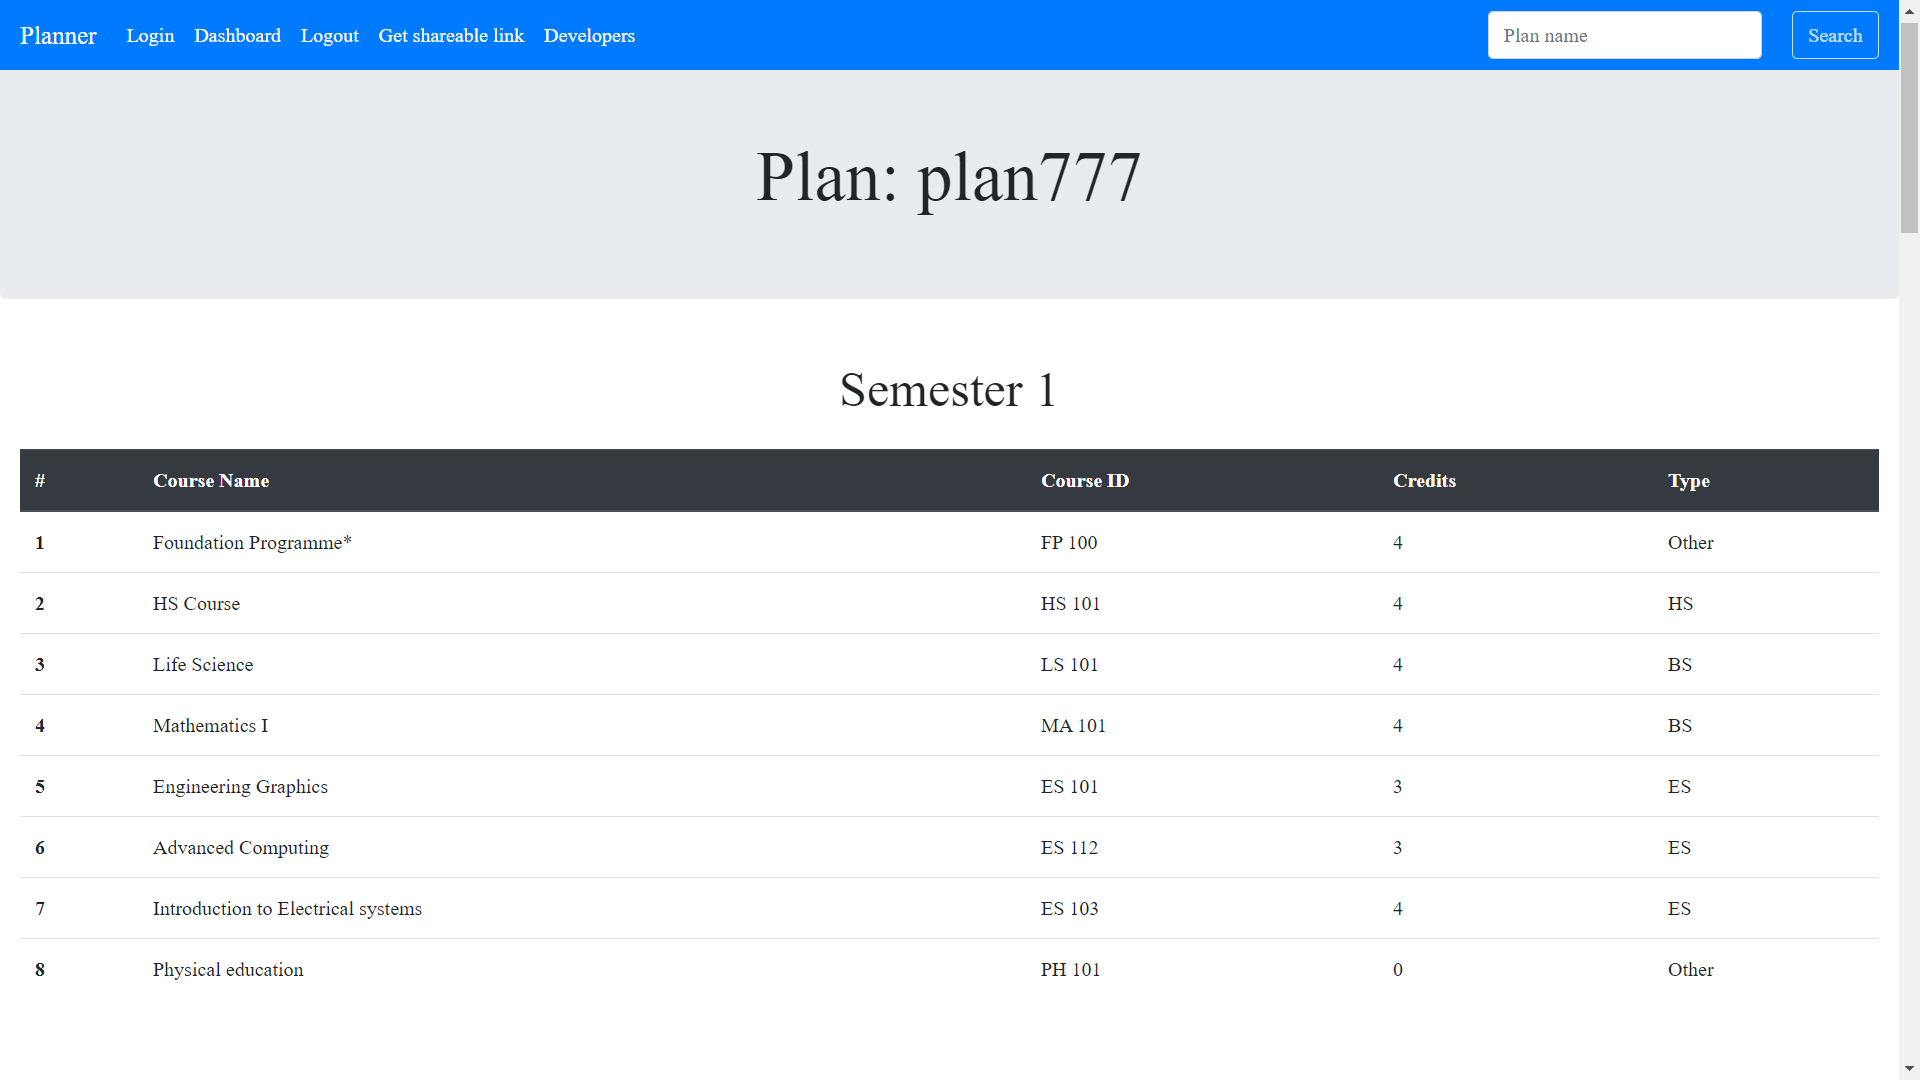 Planner Login Dashboard Logout Get shareable link Developers Plan name Search
Plan: plan777
Semester 1
# Course Name Course ID Credits Type
1 Foundation Programme* FP 100 4 Other
2 HS Course HS 101 4 HS
3 Life Science LS 101 4 BS
4 Mathematics I MA 101 4 BS
5 Engineering Graphics ES 101 3 ES
6 Advanced Computing ES 112 3 ES
7 Introduction to Electrical systems ES 103 4 ES
8 Physical education PH 101 0 Other